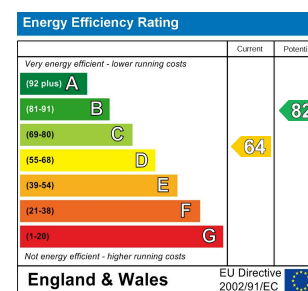 Energy Efficiency Rating
Current Potenti
Very energy efficient - lower running costs
(92 plus) A
(81-91) B
82
(69-80) C
64
(55-68) D
(39-54) E
(21-38) F
(1-20) G
Not energy efficient - higher running costs
England & Wales
EU Directive
2002/91/EC